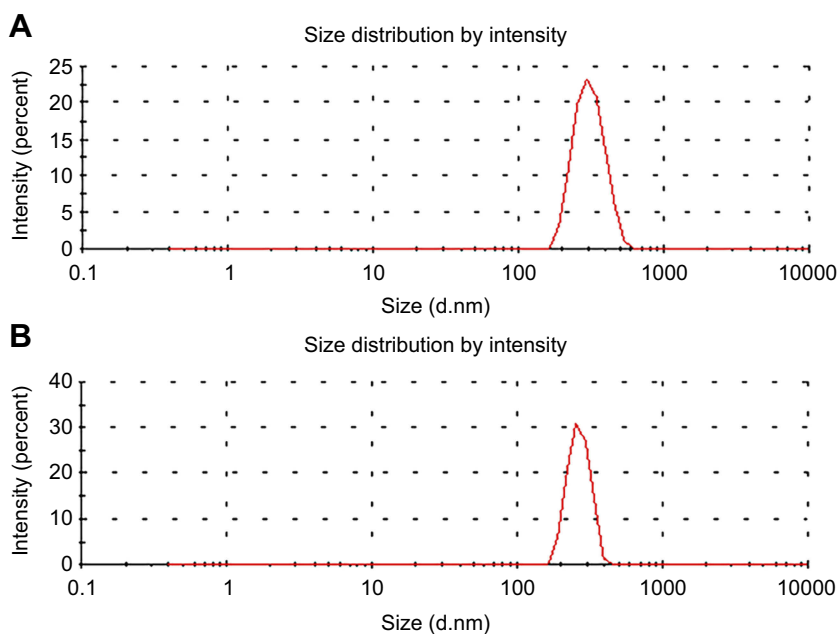 A
Size distribution by intensity
Intensity (percent)
25
20
15
10
5
0
0.1 1 10 100 1000 10000
Size (d.nm)
B
Size distribution by intensity
Intensity (percent)
40
30
20
10
0
0.1 1 10 100 1000 10000
Size (d.nm)